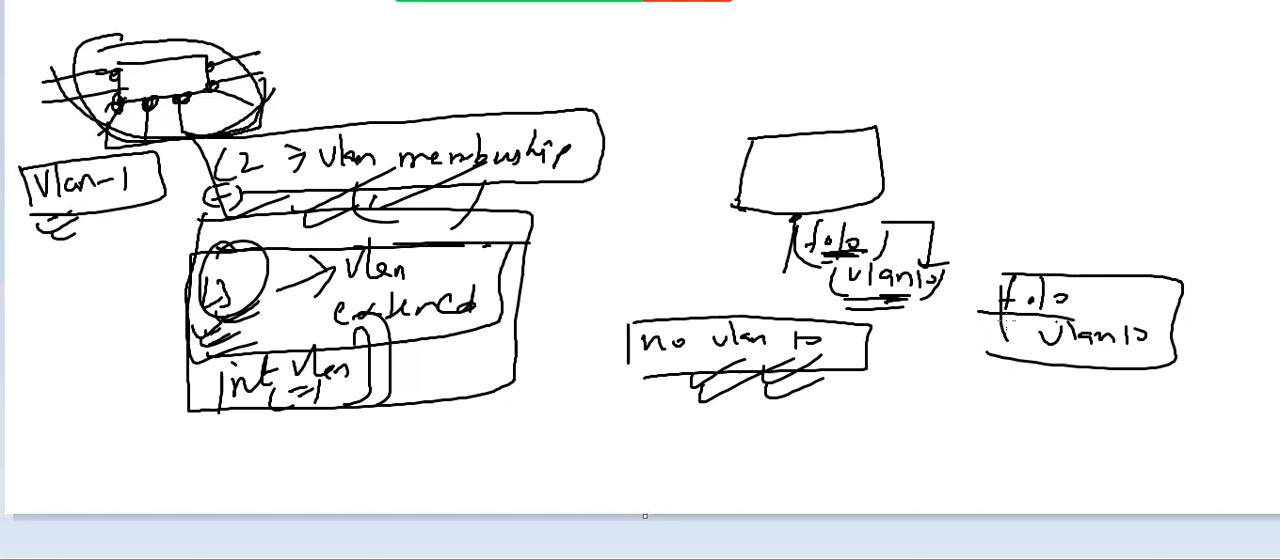 L2 → vlan membership
Vlan-1
L3 → vlan
int vlan
=1
f0/0
vlan10
no vlan 10
f0/0
vlan10